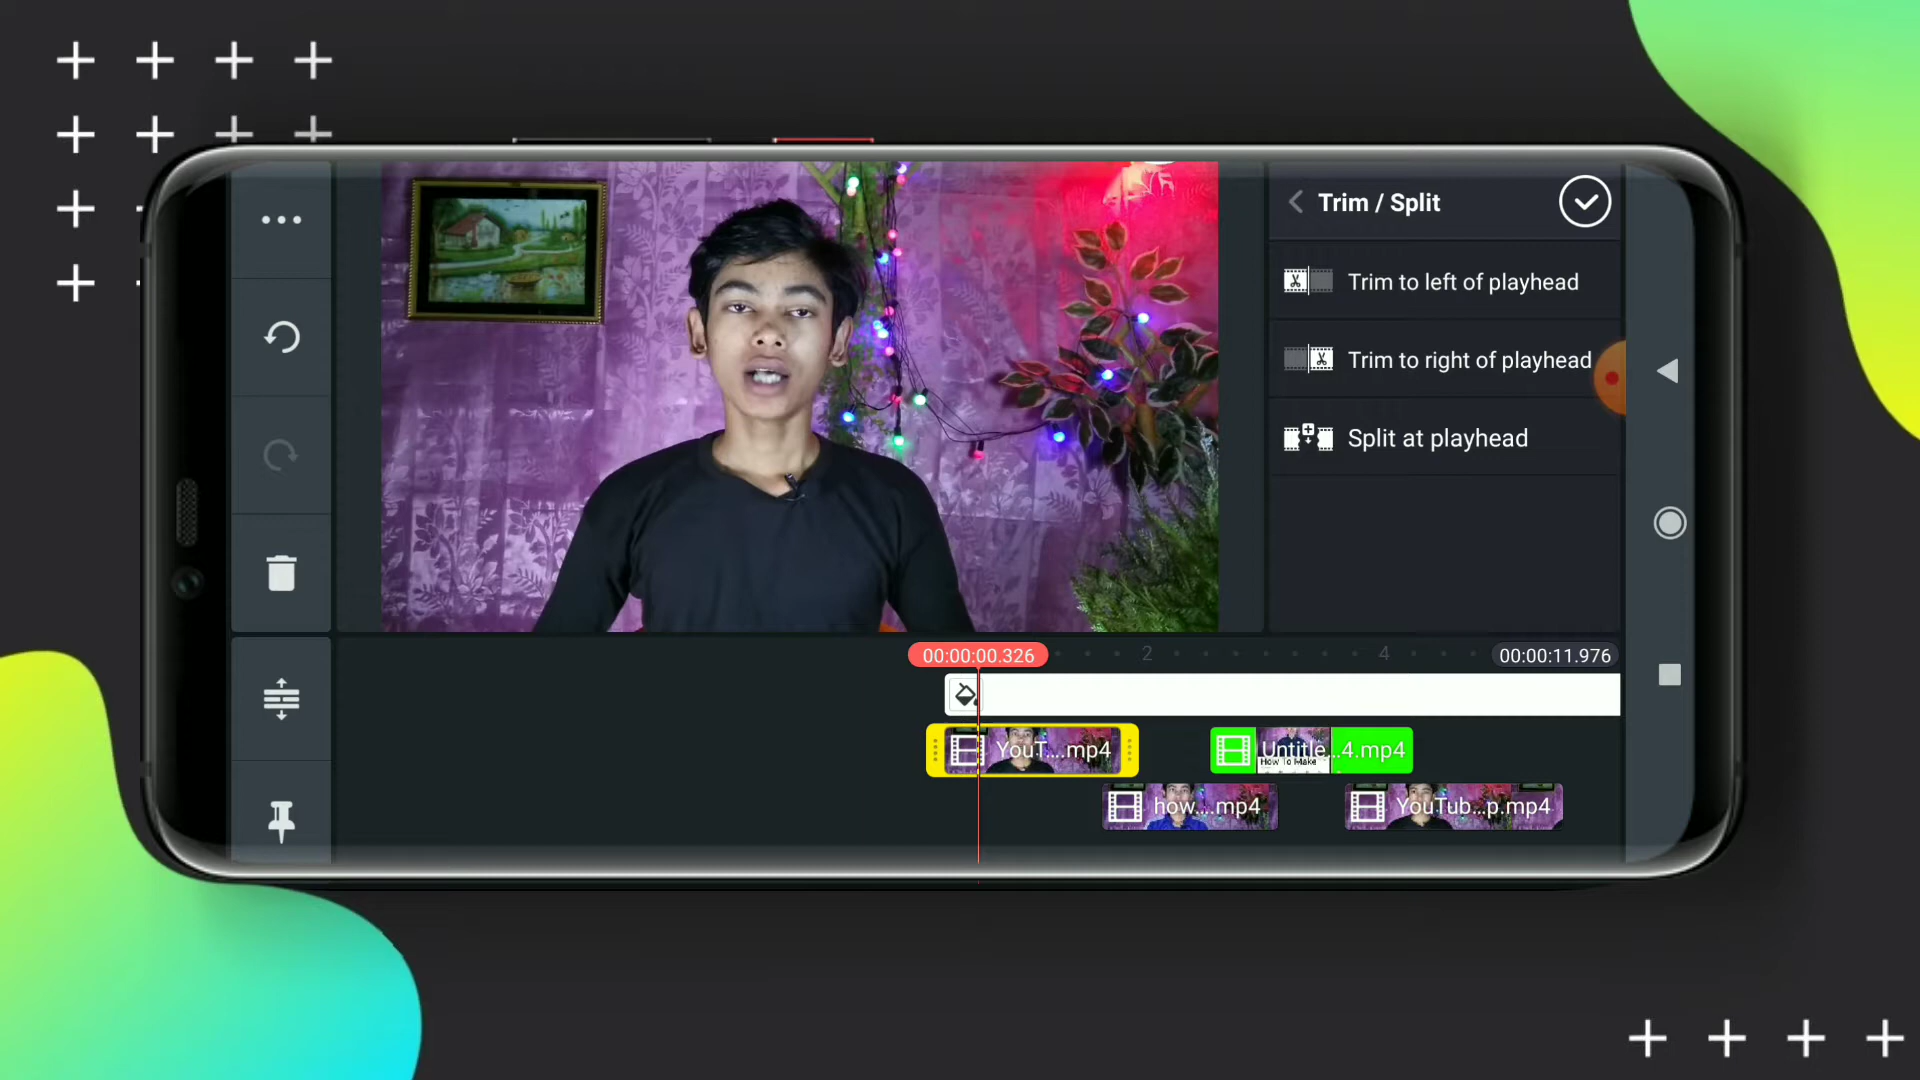 Trim / Split
Trim to left of playhead
Trim to right of playhead
Split at playhead
00:00:00.326
2
4
00:00:11.976
YouT....mp4
Untitle...4.mp4
How To Make
how....mp4
YouTub...p.mp4